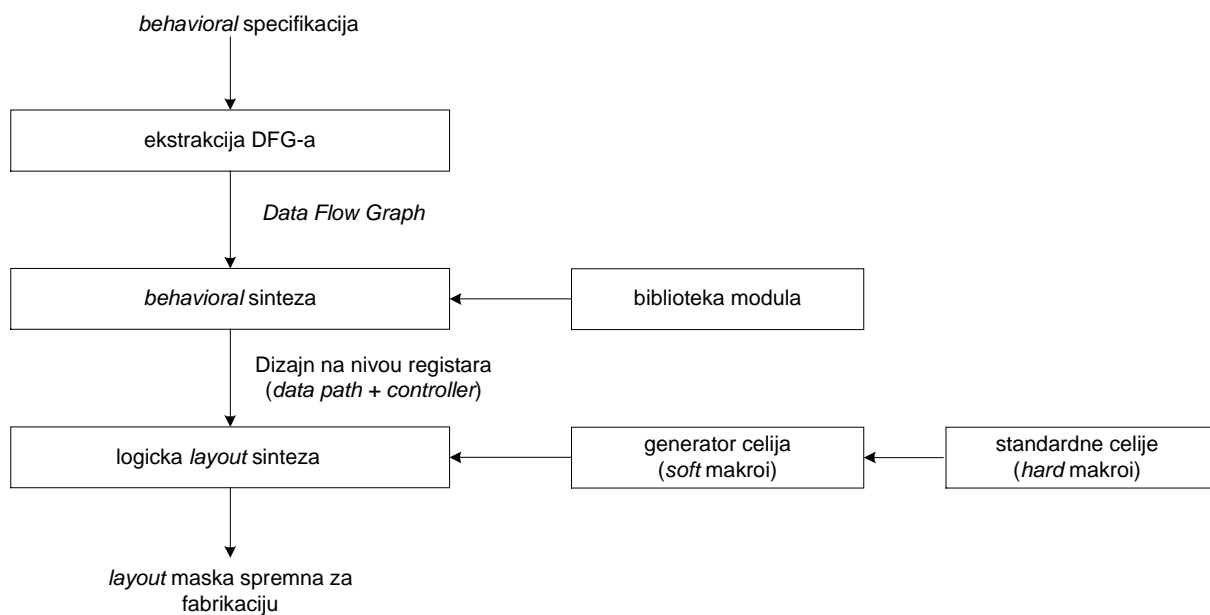 behavioral specifikacija
ekstrakcija DFG-a
Data Flow Graph
behavioral sinteza
biblioteka modula
Dizajn na nivou registara
(data path + controller)
logicka layout sinteza
generator celija
(soft makroi)
standardne celije
(hard makroi)
layout maska spremna za
fabrikaciju